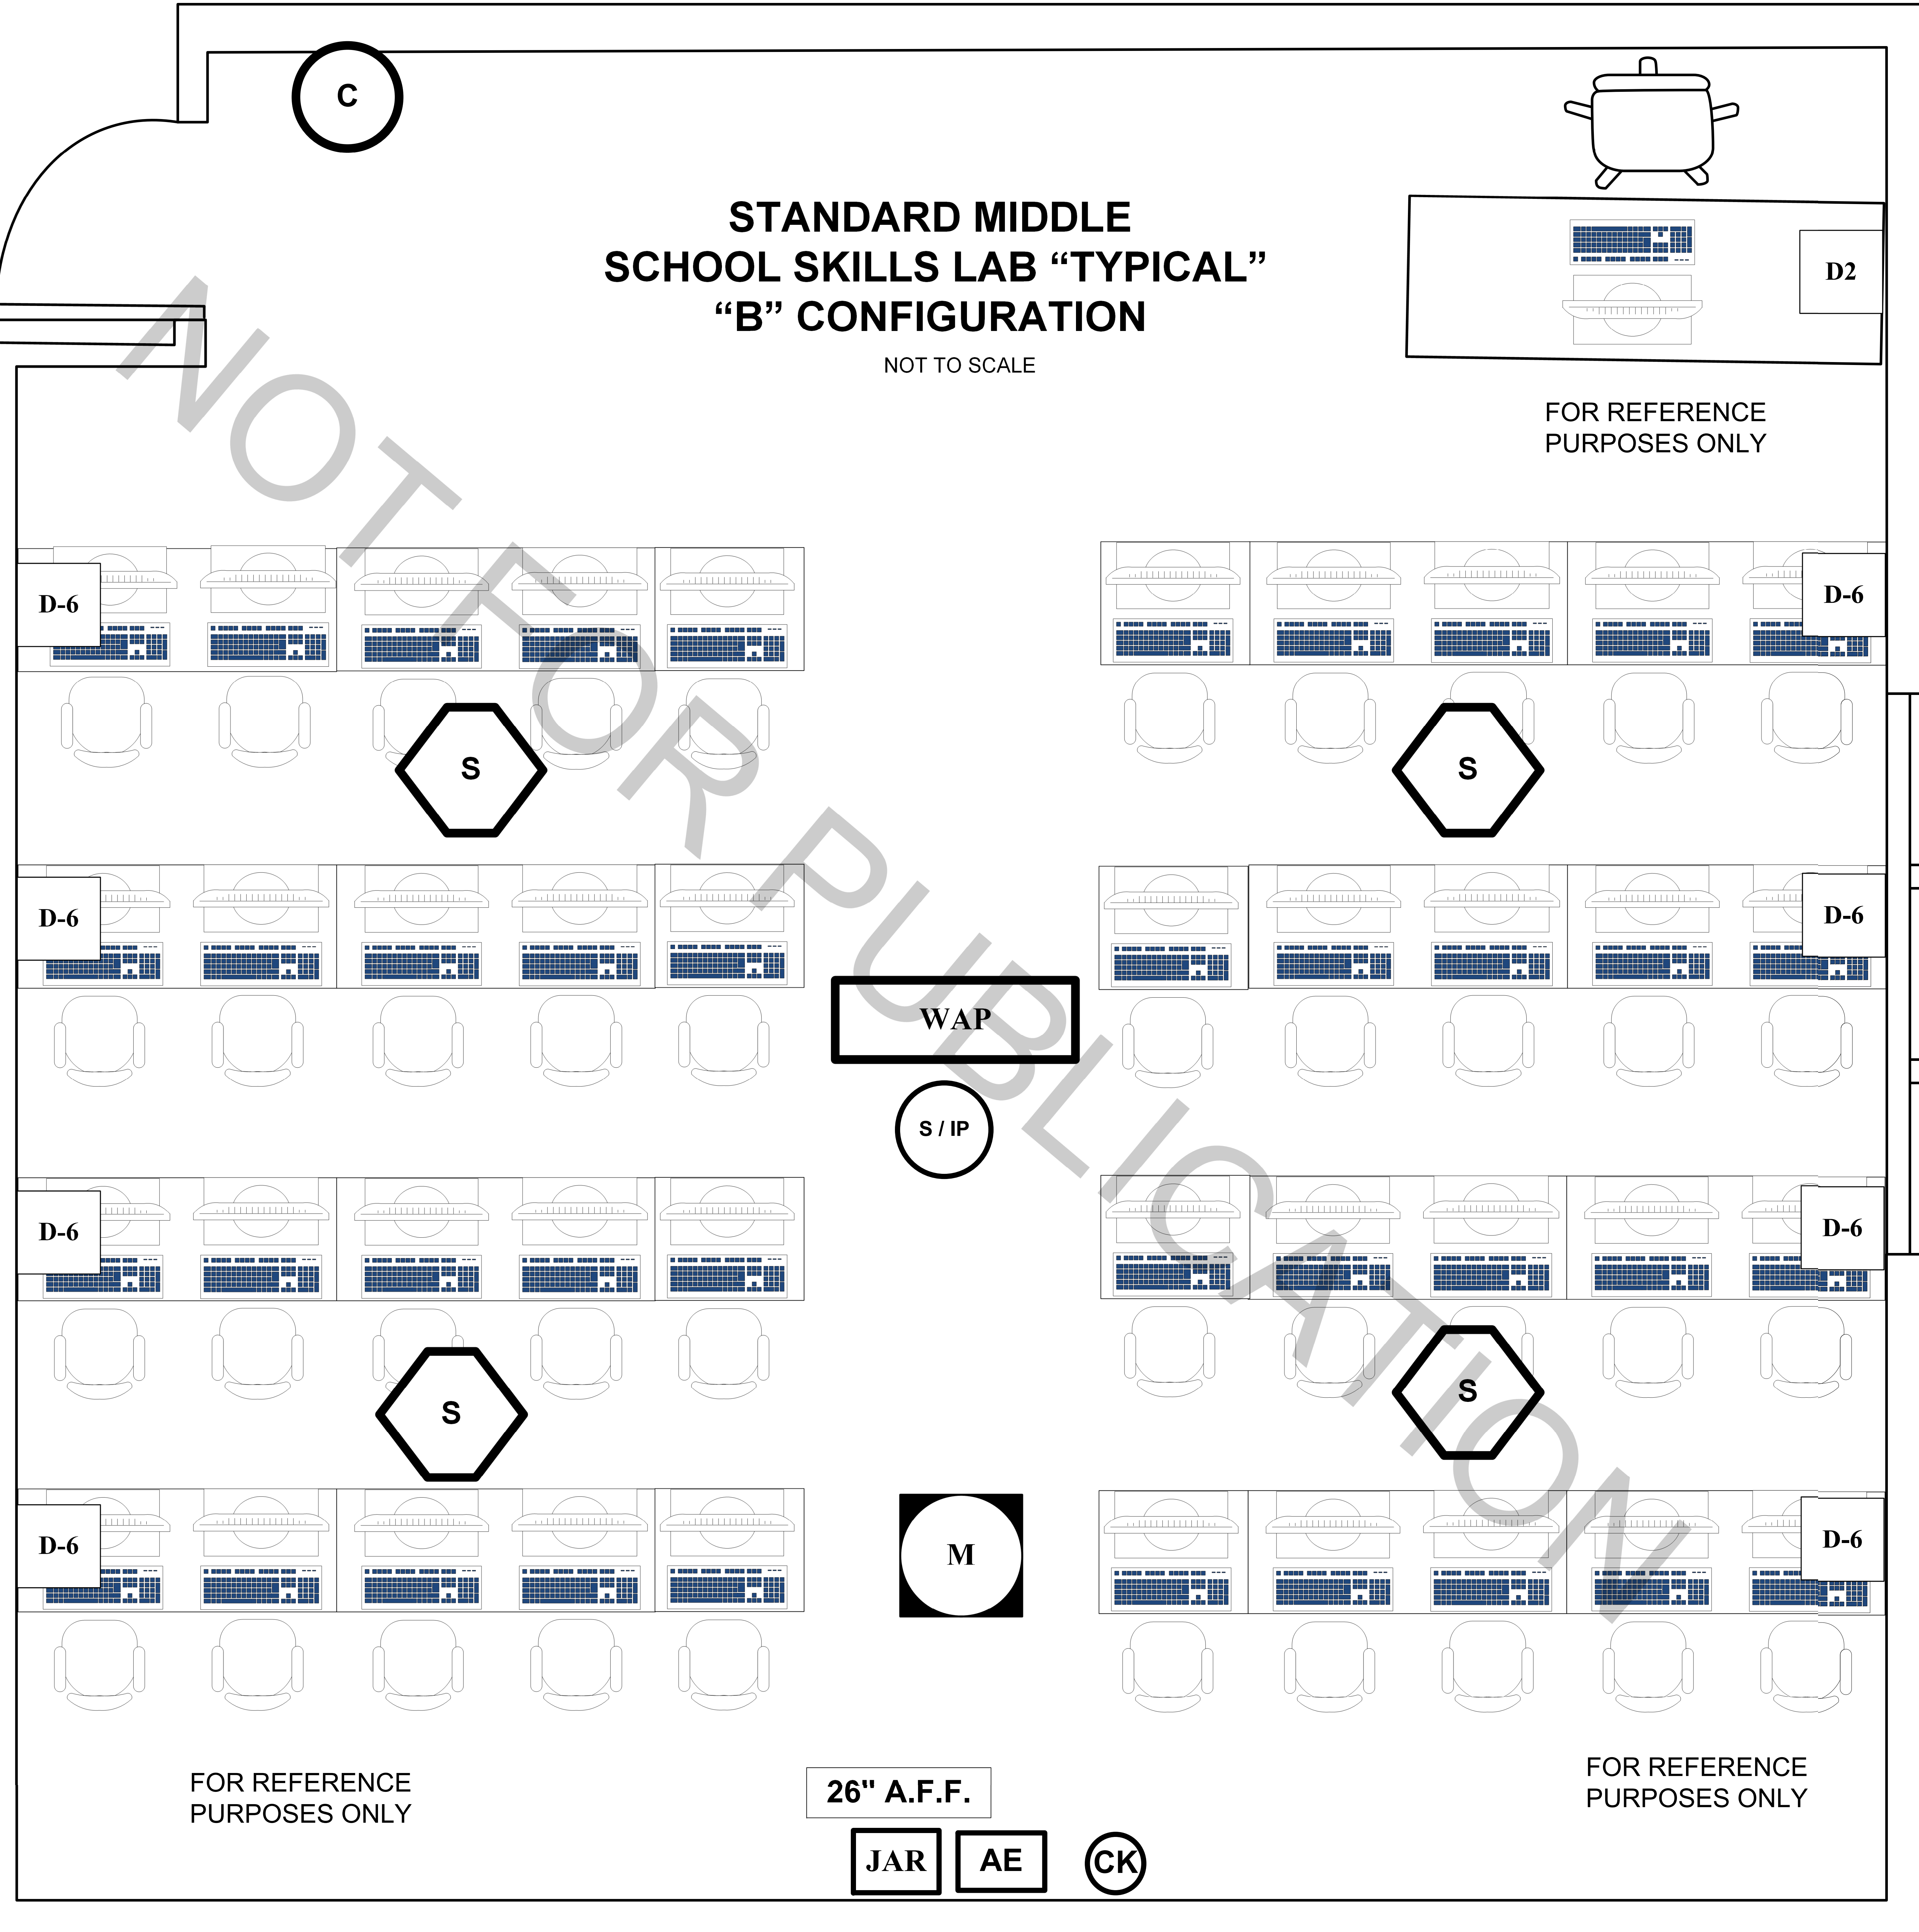 C
STANDARD MIDDLE
SCHOOL SKILLS LAB “TYPICAL”
“B” CONFIGURATION
NOT TO SCALE
D2
FOR REFERENCE
PURPOSES ONLY
NOT FOR PUBLICATION
D-6
D-6
S
S
D-6
D-6
WAP
S / IP
D-6
D-6
S
S
D-6
M
D-6
FOR REFERENCE
PURPOSES ONLY
26" A.F.F.
FOR REFERENCE
PURPOSES ONLY
JAR
AE
CK